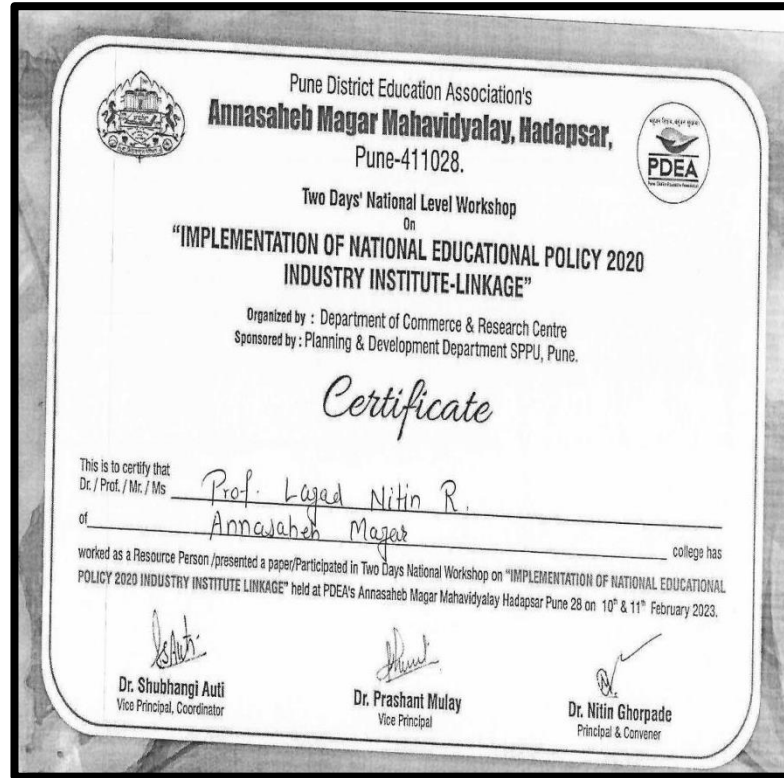 Pune District Education Association's
Annasaheb Magar Mahavidyalay, Hadapsar,
Pune-411028.
PDEA
Two Days' National Level Workshop
On
“IMPLEMENTATION OF NATIONAL EDUCATIONAL POLICY 2020
INDUSTRY INSTITUTE-LINKAGE”
Organized by : Department of Commerce & Research Centre
Sponsored by : Planning & Development Department SPPU, Pune.
Certificate
This is to certify that
Dr. / Prof. / Mr. / Ms Prof. Lagad Nitin R.
of Annasaheb Magar college has
worked as a Resource Person /presented a paper/Participated in Two Days National Workshop on “IMPLEMENTATION OF NATIONAL EDUCATIONAL
POLICY 2020 INDUSTRY INSTITUTE LINKAGE” held at PDEA's Annasaheb Magar Mahavidyalay Hadapsar Pune 28 on 10th & 11th February 2023.
Dr. Shubhangi Auti
Vice Principal, Coordinator
Dr. Prashant Mulay
Vice Principal
Dr. Nitin Ghorpade
Principal & Convener